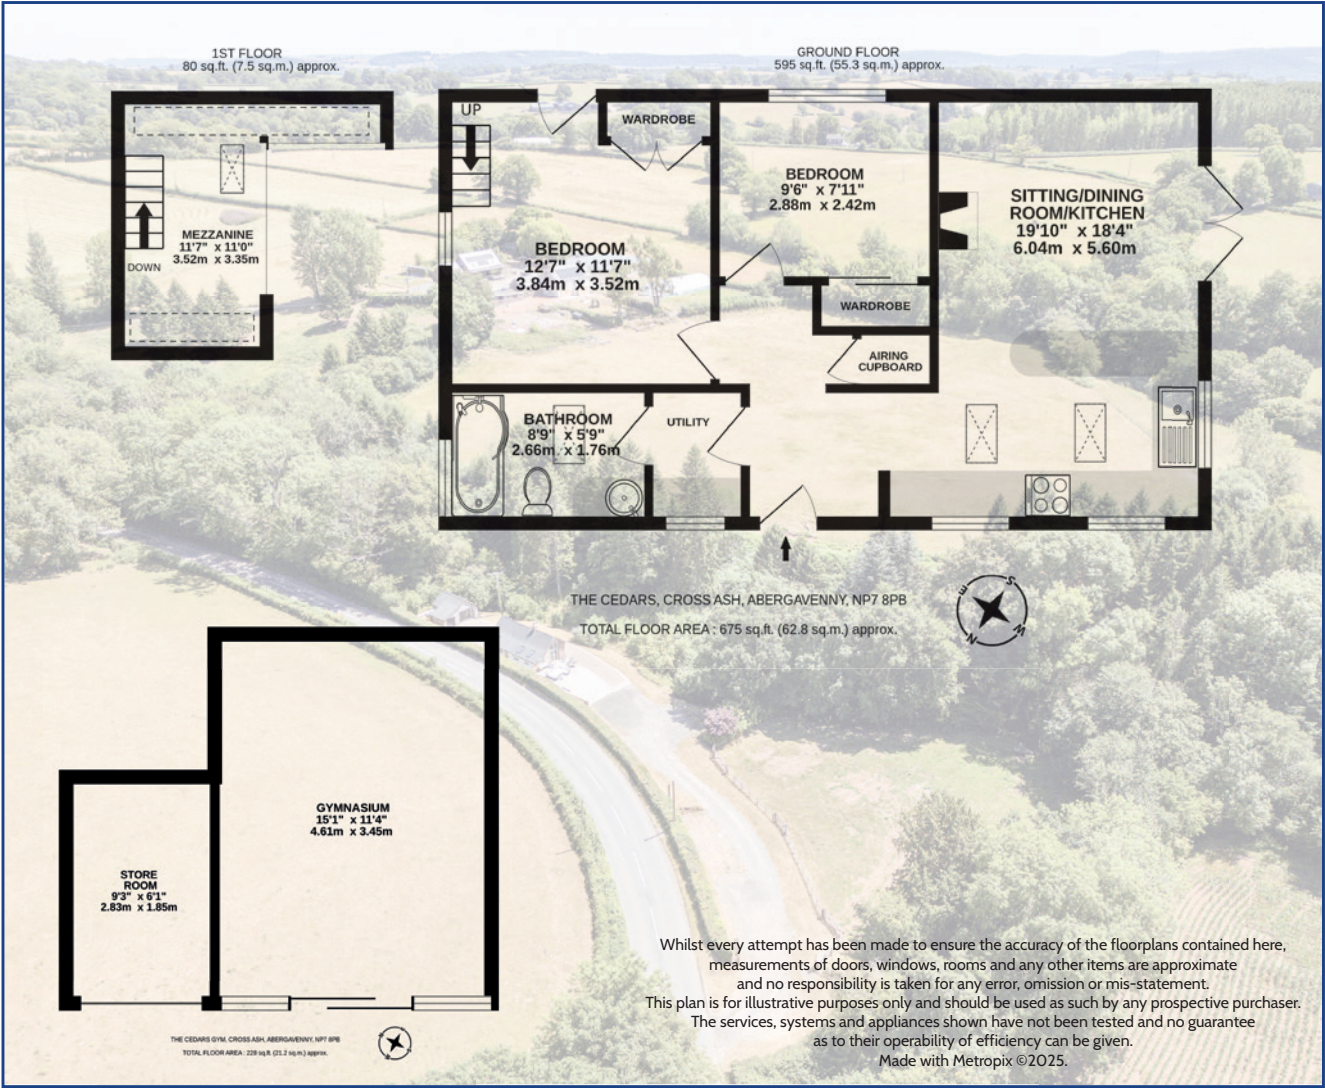 1ST FLOOR
80 sq.ft. (7.5 sq.m.) approx.
GROUND FLOOR
595 sq.ft. (55.3 sq.m.) approx.
UP
WARDROBE
BEDROOM
9'6" x 7'11"
2.88m x 2.42m
SITTING/DINING
ROOM/KITCHEN
19'10" x 18'4"
6.04m x 5.60m
MEZZANINE
11'7" x 11'0"
3.52m x 3.35m
DOWN
BEDROOM
12'7" x 11'7"
3.84m x 3.52m
WARDROBE
AIRING
CUPBOARD
BATHROOM
8'9" x 5'9"
2.66m x 1.76m
UTILITY
THE CEDARS, CROSS ASH, ABERGAVENNY, NP7 8PB
TOTAL FLOOR AREA : 675 sq.ft. (62.8 sq.m.) approx.
S
E
W
N
GYMNASIUM
15'1" x 11'4"
4.61m x 3.45m
STORE
ROOM
9'3" x 6'1"
2.83m x 1.85m
THE CEDARS GYM, CROSS ASH, ABERGAVENNY, NP7 8PB
TOTAL FLOOR AREA : 228 sq.ft. (21.2 sq.m.) approx.
Whilst every attempt has been made to ensure the accuracy of the floorplans contained here,
measurements of doors, windows, rooms and any other items are approximate
and no responsibility is taken for any error, omission or mis-statement.
This plan is for illustrative purposes only and should be used as such by any prospective purchaser.
The services, systems and appliances shown have not been tested and no guarantee
as to their operability of efficiency can be given.
Made with Metropix ©2025.